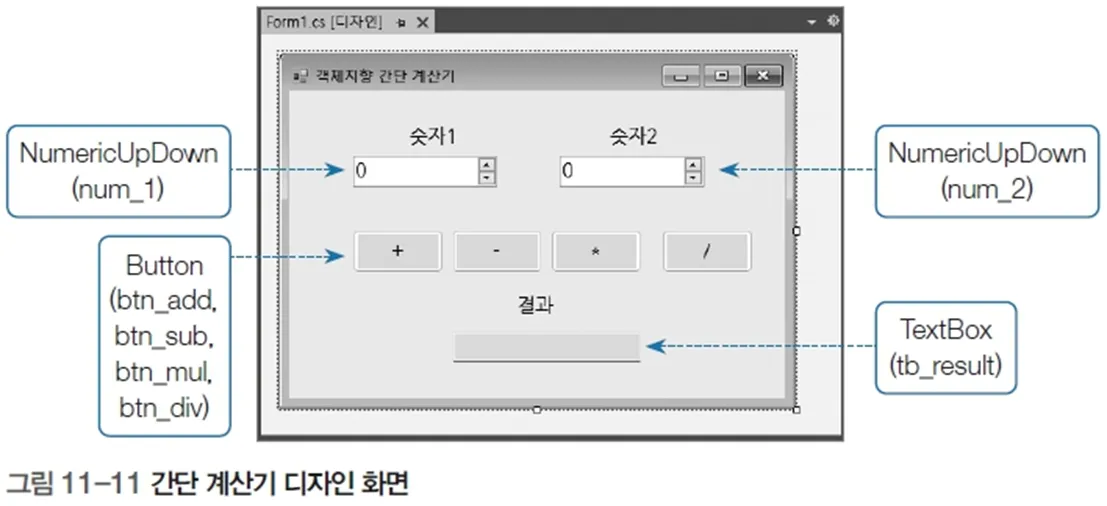 Form1.cs [디자인]
객체지향 간단 계산기
숫자1
숫자2
NumericUpDown
(num_1)
0
0
NumericUpDown
(num_2)
Button
(btn_add,
btn_sub,
btn_mul,
btn_div)
+
-
*
/
결과
TextBox
(tb_result)
그림 11-11 간단 계산기 디자인 화면